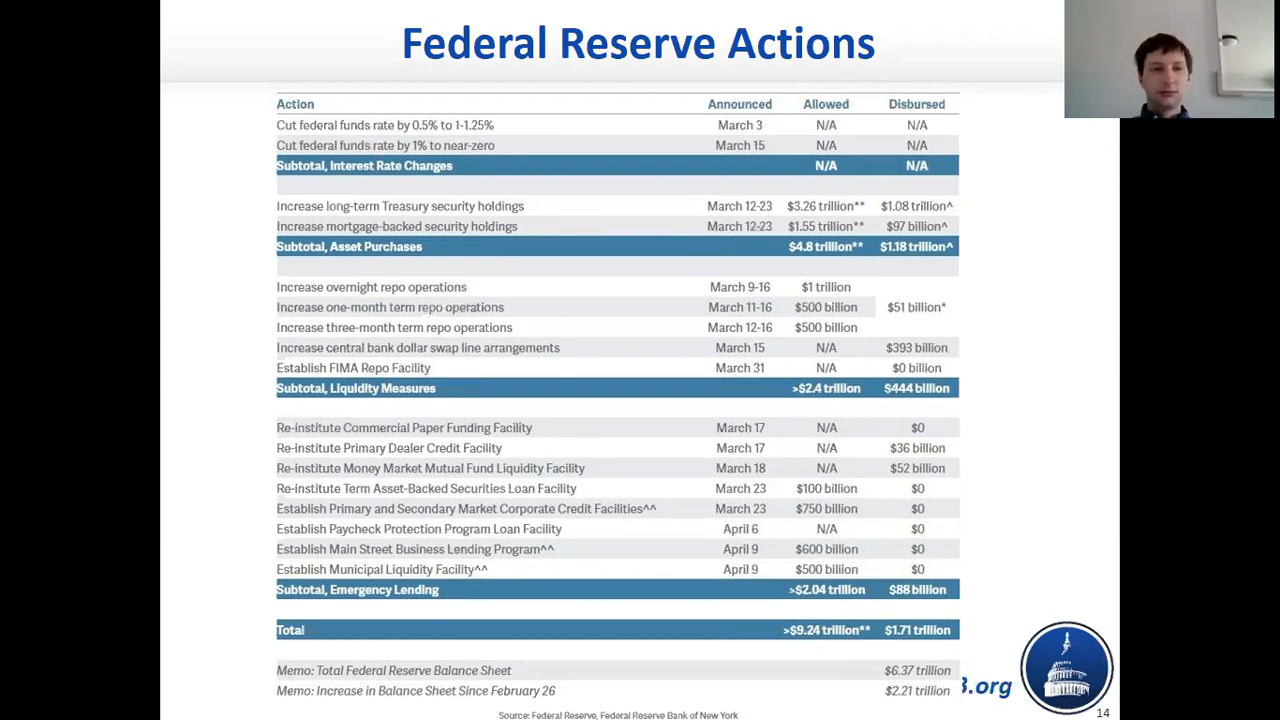 Federal Reserve Actions
Action Announced Allowed Disbursed
Cut federal funds rate by 0.5% to 1-1.25% March 3 N/A N/A
Cut federal funds rate by 1% to near-zero March 15 N/A N/A
Subtotal, Interest Rate Changes N/A N/A
Increase long-term Treasury security holdings March 12-23 $3.26 trillion** $1.08 trillion^
Increase mortgage-backed security holdings March 12-23 $1.55 trillion** $97 billion^
Subtotal, Asset Purchases $4.8 trillion** $1.18 trillion^
Increase overnight repo operations March 9-16 $1 trillion
Increase one-month term repo operations March 11-16 $500 billion $51 billion*
Increase three-month term repo operations March 12-16 $500 billion
Increase central bank dollar swap line arrangements March 15 N/A $393 billion
Establish FIMA Repo Facility March 31 N/A $0 billion
Subtotal, Liquidity Measures >$2.4 trillion $444 billion
Re-institute Commercial Paper Funding Facility March 17 N/A $0
Re-institute Primary Dealer Credit Facility March 17 N/A $36 billion
Re-institute Money Market Mutual Fund Liquidity Facility March 18 N/A $52 billion
Re-institute Term Asset-Backed Securities Loan Facility March 23 $100 billion $0
Establish Primary and Secondary Market Corporate Credit Facilities^^ March 23 $750 billion $0
Establish Paycheck Protection Program Loan Facility April 6 N/A $0
Establish Main Street Business Lending Program^^ April 9 $600 billion $0
Establish Municipal Liquidity Facility^^ April 9 $500 billion $0
Subtotal, Emergency Lending >$2.04 trillion $88 billion
Total >$9.24 trillion** $1.71 trillion
Memo: Total Federal Reserve Balance Sheet $6.37 trillion
Memo: Increase in Balance Sheet Since February 26 $2.21 trillion
.org
Source: Federal Reserve, Federal Reserve Bank of New York
14